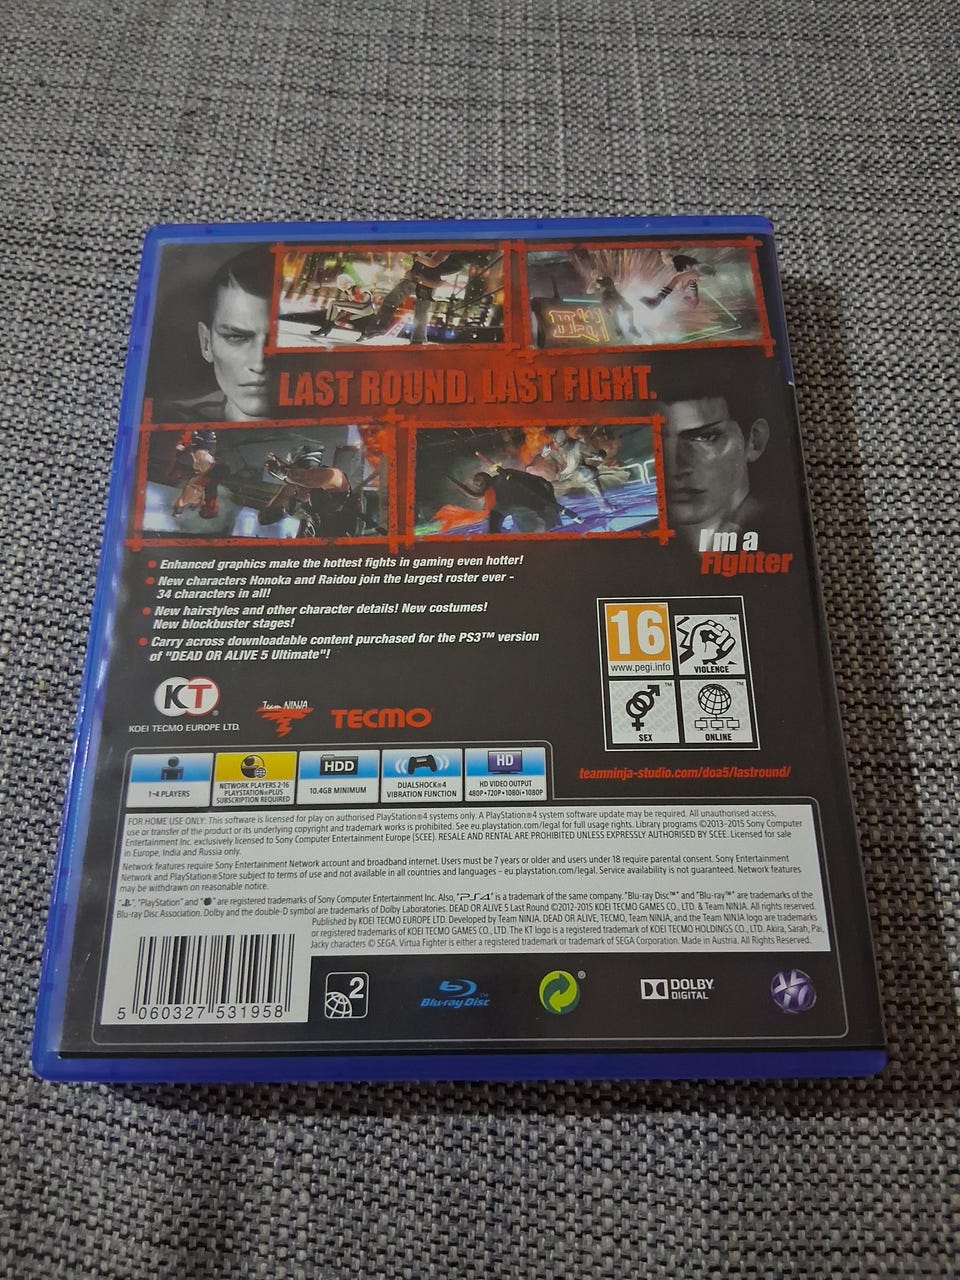 LAST ROUND. LAST FIGHT.
I'm a
Fighter
• Enhanced graphics make the hottest fights in gaming even hotter!
• New characters Honoka and Raidou join the largest roster ever -
34 characters in all!
• New hairstyles and other character details! New costumes!
New blockbuster stages!
• Carry across downloadable content purchased for the PS3™ version
of "DEAD OR ALIVE 5 Ultimate"!
16
www.pegi.info
VIOLENCE
SEX
ONLINE
KT
KOEI TECMO EUROPE LTD.
Team NINJA
TECMO
teamninja-studio.com/doa5/lastround/
1-4 PLAYERS
NETWORK PLAYERS 2-16
PLAYSTATION®PLUS
SUBSCRIPTION REQUIRED
HDD
10.4GB MINIMUM
DUALSHOCK®4
VIBRATION FUNCTION
HD
HD VIDEO OUTPUT
480P•720P•1080i•1080P
FOR HOME USE ONLY: This software is licensed for play on authorised PlayStation®4 systems only. A PlayStation®4 system software update may be required. All unauthorised access,
use or transfer of the product or its underlying copyright and trademark works is prohibited. See eu.playstation.com/legal for full usage rights. Library programs ©2013-2015 Sony Computer
Entertainment Inc. exclusively licensed to Sony Computer Entertainment Europe (SCEE). RESALE AND RENTAL ARE PROHIBITED UNLESS EXPRESSLY AUTHORISED BY SCEE. Licensed for sale
in Europe, India and Russia only.
Network features require Sony Entertainment Network account and broadband internet. Users must be 7 years or older and users under 18 require parental consent. Sony Entertainment
Network and PlayStation®Store subject to terms of use and not available in all countries and languages – eu.playstation.com/legal. Service availability is not guaranteed. Network features
may be withdrawn on reasonable notice.
" ", "PlayStation" and " " are registered trademarks of Sony Computer Entertainment Inc. Also, "PS4" is a trademark of the same company. "Blu-ray Disc™" and "Blu-ray™" are trademarks of the
Blu-ray Disc Association. Dolby and the double-D symbol are trademarks of Dolby Laboratories. DEAD OR ALIVE 5 Last Round ©2012-2015 KOEI TECMO GAMES CO., LTD. & Team NINJA. All rights reserved.
Published by KOEI TECMO EUROPE LTD. Developed by Team NINJA. DEAD OR ALIVE, TECMO, Team NINJA, and the Team NINJA logo are trademarks
or registered trademarks of KOEI TECMO GAMES CO., LTD. The KT logo is a registered trademark of KOEI TECMO HOLDINGS CO., LTD. Akira, Sarah, Pai,
Jacky characters © SEGA. Virtua Fighter is either a registered trademark or trademark of SEGA Corporation. Made in Austria. All Rights Reserved.
5 060327 531958
2
Blu-ray Disc™
®
DOLBY
DIGITAL